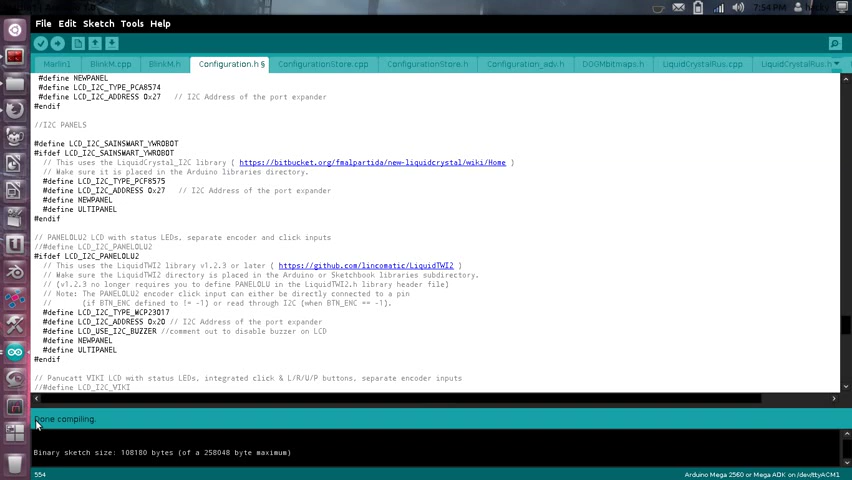 7:54 PM
File Edit Sketch Tools Help
Marlin1 BlinkM.cpp BlinkM.h Configuration.h § ConfigurationStore.cpp ConfigurationStore.h Configuration_adv.h DOGMbitmaps.h LiquidCrystalRus.cpp LiquidCrystalRus.h
#define NEWPANEL
#define LCD_I2C_TYPE_PCA8574
#define LCD_I2C_ADDRESS 0x27 // I2C Address of the port expander
#endif
//I2C PANELS
#define LCD_I2C_SAINSMART_YWROBOT
#ifdef LCD_I2C_SAINSMART_YWROBOT
// This uses the LiquidCrystal_I2C library ( https://bitbucket.org/fmalpartida/new-liquidcrystal/wiki/Home )
// Make sure it is placed in the Arduino libraries directory.
#define LCD_I2C_TYPE_PCF8575
#define LCD_I2C_ADDRESS 0x27 // I2C Address of the port expander
#define NEWPANEL
#define ULTIPANEL
#endif
// PANELOLU2 LCD with status LEDs, separate encoder and click inputs
//#define LCD_I2C_PANELOLU2
#ifdef LCD_I2C_PANELOLU2
// This uses the LiquidTWI2 library v1.2.3 or later ( https://github.com/lincomatic/LiquidTWI2 )
// Make sure the LiquidTWI2 directory is placed in the Arduino or Sketchbook libraries subdirectory.
// (v1.2.3 no longer requires you to define PANELOLU in the LiquidTWI2.h library header file)
// Note: The PANELOLU2 encoder click input can either be directly connected to a pin
// (if BTN_ENC defined to != -1) or read through I2C (when BTN_ENC == -1).
#define LCD_I2C_TYPE_MCP23017
#define LCD_I2C_ADDRESS 0x20 // I2C Address of the port expander
#define LCD_USE_I2C_BUZZER //comment out to disable buzzer on LCD
#define NEWPANEL
#define ULTIPANEL
#endif
// Panucatt VIKI LCD with status LEDs, integrated click & L/R/U/P buttons, separate encoder inputs
//#define LCD_I2C_VIKI
Done compiling.
Binary sketch size: 108180 bytes (of a 258048 byte maximum)
554 Arduino Mega 2560 or Mega ADK on /dev/ttyACM1